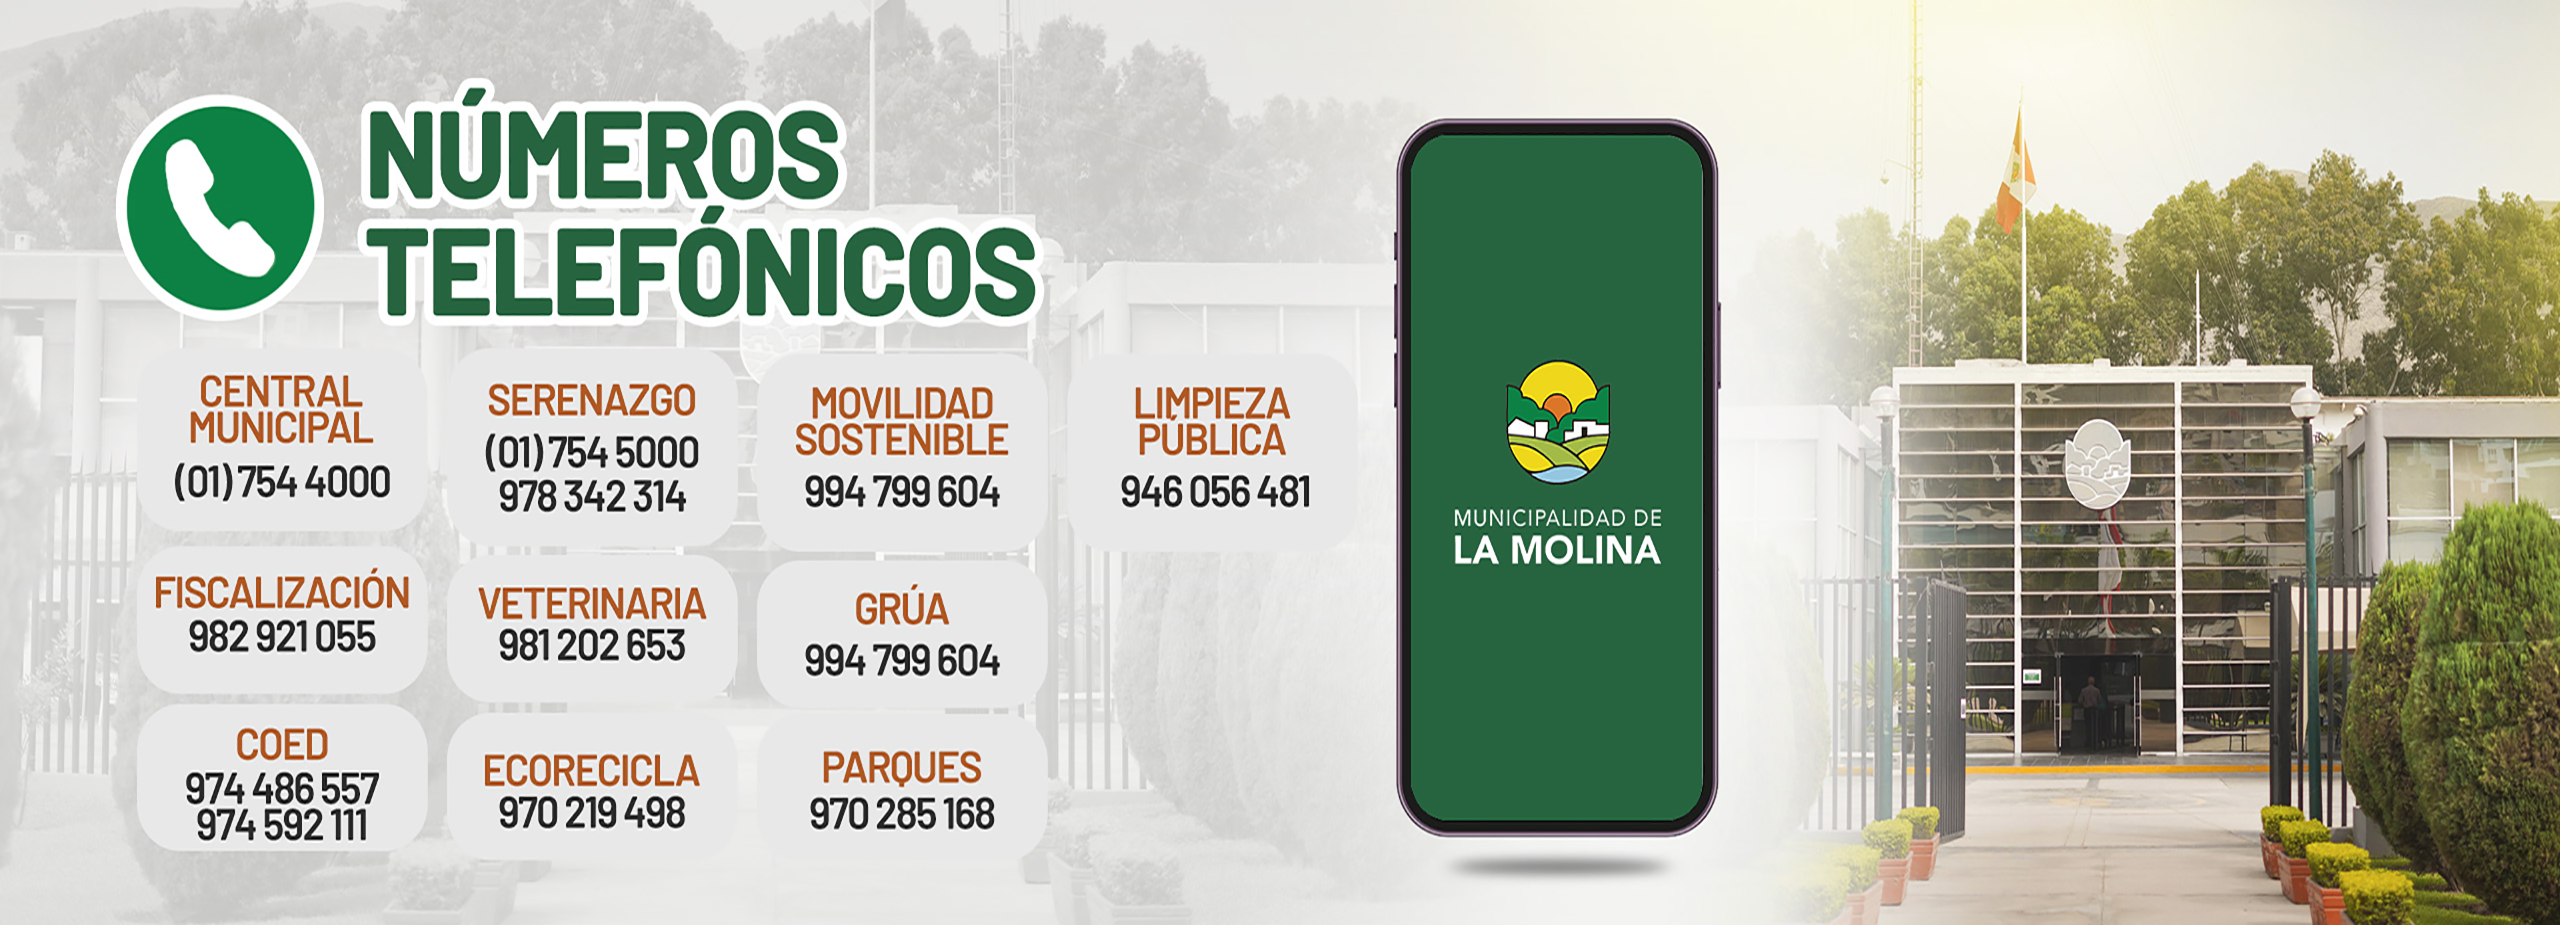 NÚMEROS
TELEFÓNICOS
CENTRAL
MUNICIPAL
(01) 754 4000
SERENAZGO
(01) 754 5000
978 342 314
MOVILIDAD
SOSTENIBLE
994 799 604
LIMPIEZA
PÚBLICA
946 056 481
FISCALIZACIÓN
982 921 055
VETERINARIA
981 202 653
GRÚA
994 799 604
COED
974 486 557
974 592 111
ECORECICLA
970 219 498
PARQUES
970 285 168
MUNICIPALIDAD DE
LA MOLINA